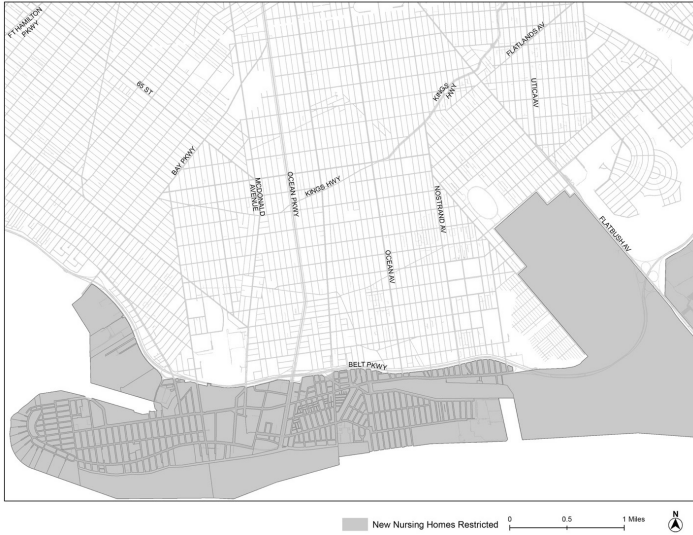 FT HAMILTON
PKWY
FLATLANDS AV
85 ST
KINGS
HWY
UTICA AV
BAY PKWY
MCDONALD
AVENUE
OCEAN PKWY
KINGS HWY
NOSTRAND AV
FLATBUSH AV
OCEAN AV
BELT PKWY
New Nursing Homes Restricted
0 0.5 1 Miles
N